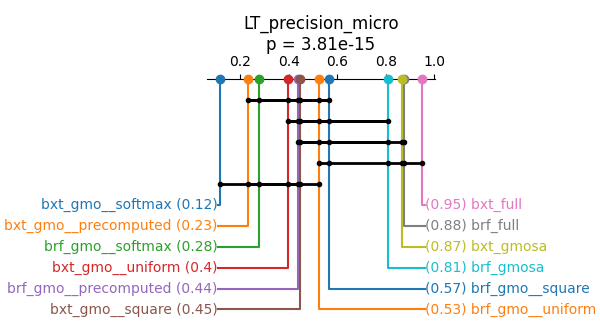 LT_precision_micro
p = 3.81e-15
0.2 0.4 0.6 0.8 1.0
bxt_gmo__softmax (0.12) (0.95) bxt_full
bxt_gmo__precomputed (0.23) (0.88) brf_full
brf_gmo__softmax (0.28) (0.87) bxt_gmosa
bxt_gmo__uniform (0.4) (0.81) brf_gmosa
brf_gmo__precomputed (0.44) (0.57) brf_gmo__square
bxt_gmo__square (0.45) (0.53) brf_gmo__uniform